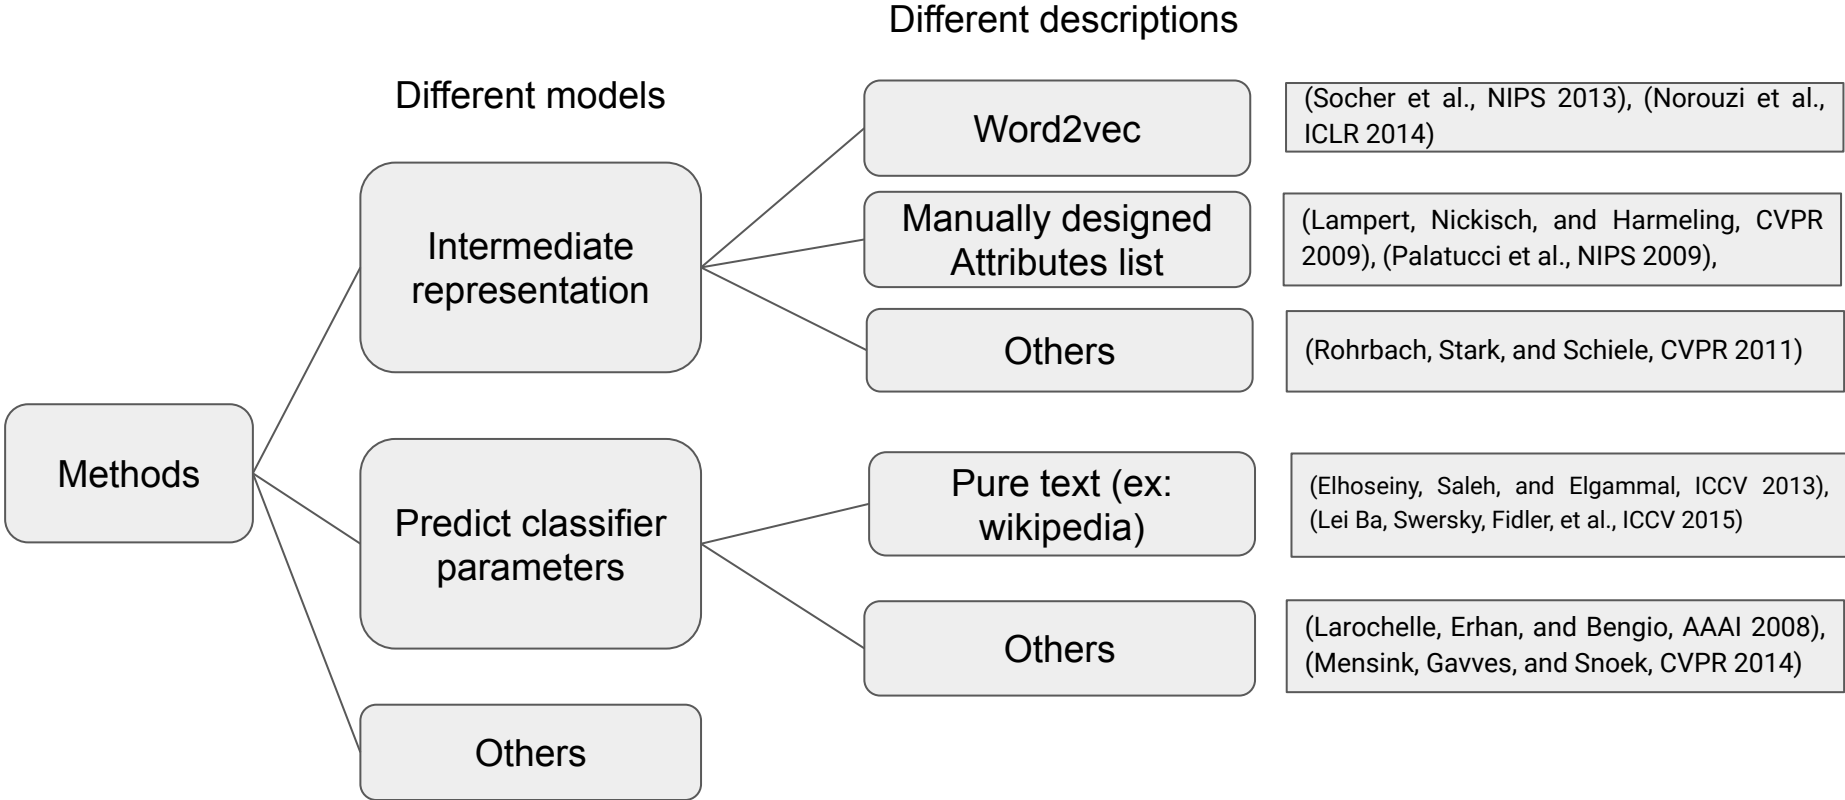 Different descriptions
Different models
Word2vec
(Socher et al., NIPS 2013), (Norouzi et al.,
ICLR 2014)
Manually designed
Attributes list
(Lampert, Nickisch, and Harmeling, CVPR
2009), (Palatucci et al., NIPS 2009),
Intermediate
representation
Others
(Rohrbach, Stark, and Schiele, CVPR 2011)
Methods
Predict classifier
parameters
Pure text (ex:
wikipedia)
(Elhoseiny, Saleh, and Elgammal, ICCV 2013),
(Lei Ba, Swersky, Fidler, et al., ICCV 2015)
Others
(Larochelle, Erhan, and Bengio, AAAI 2008),
(Mensink, Gavves, and Snoek, CVPR 2014)
Others